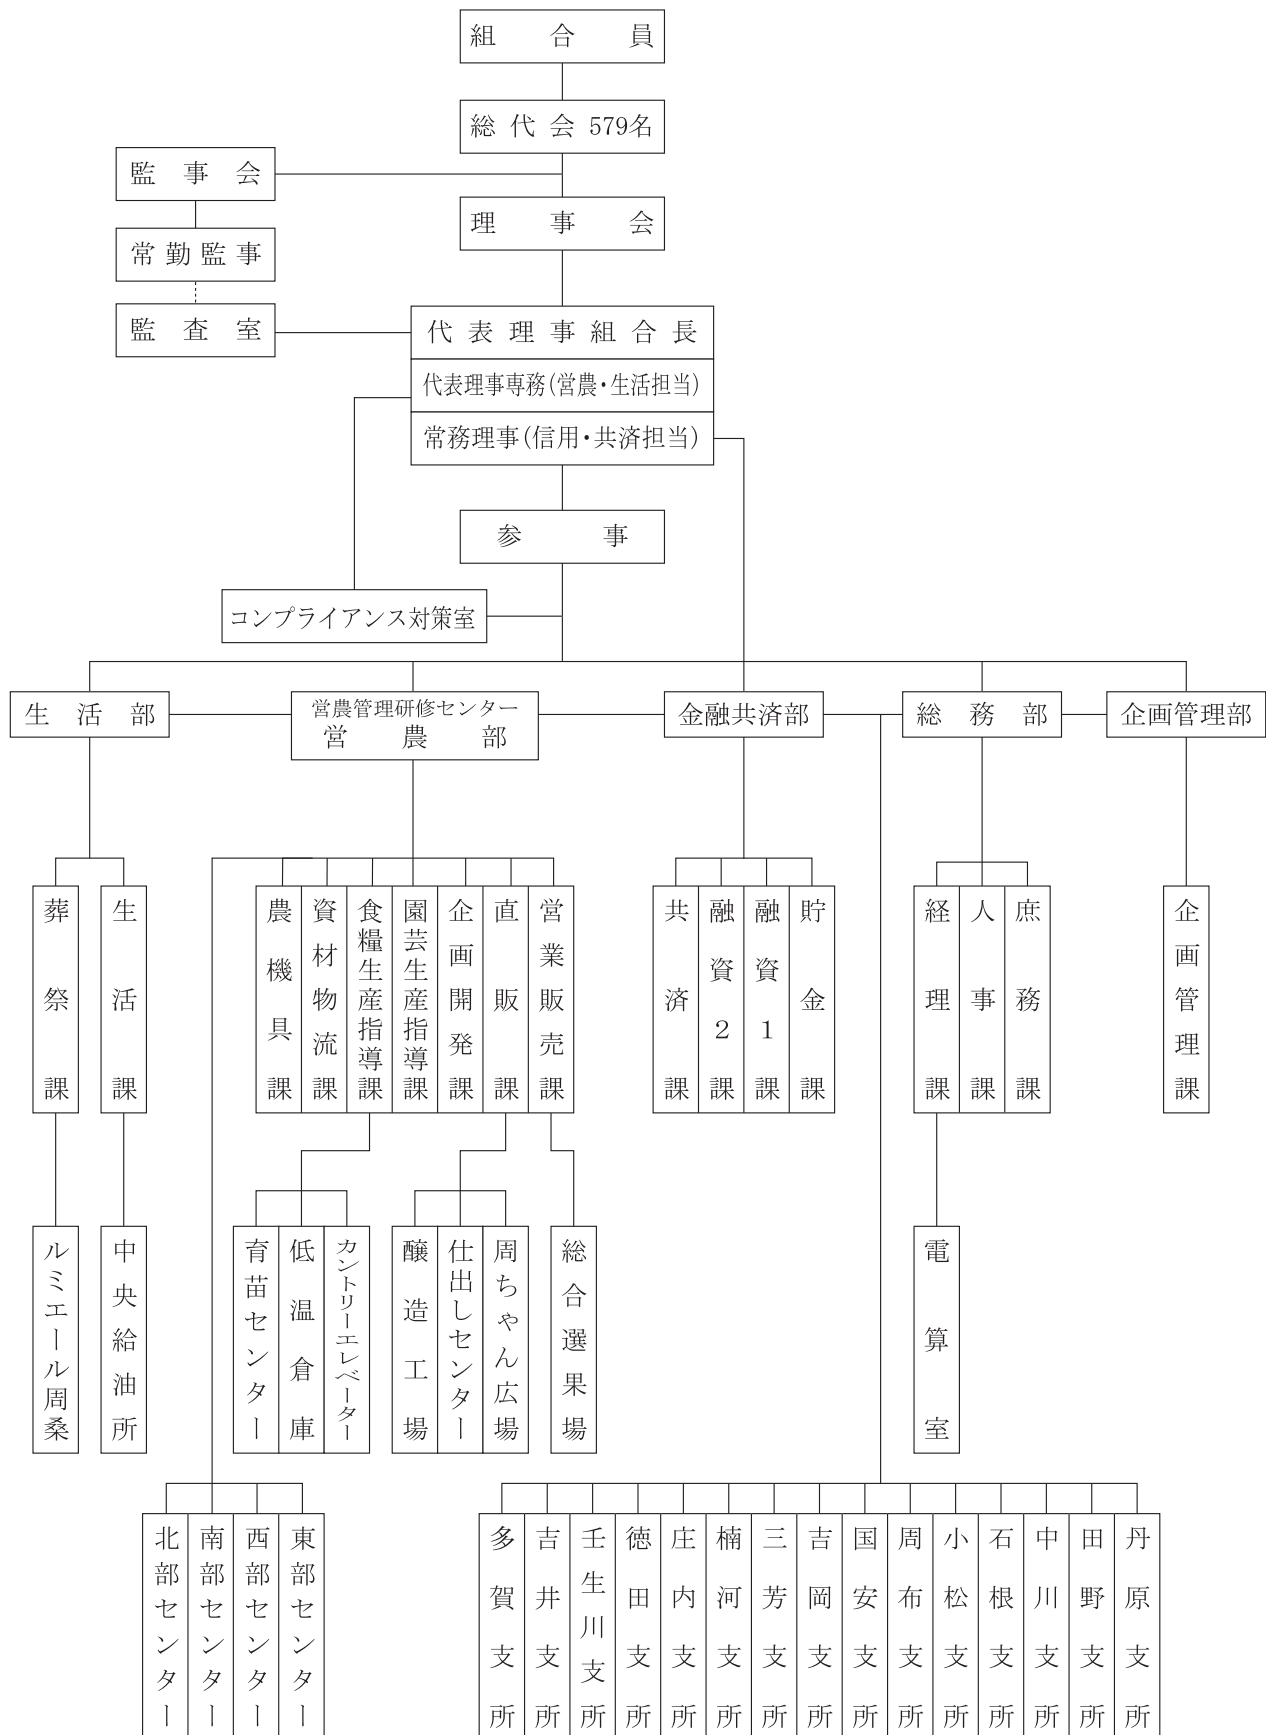 組合員
総代会 579名
監事会
理事会
常勤監事
監査室
代表理事組合長
代表理事専務(営農・生活担当)
常務理事(信用・共済担当)
参事
コンプライアンス対策室
生活部
営農管理研修センター
営農部
金融共済部
総務部
企画管理部
葬祭課
生活課
農機具課
資材物流課
食糧生産指導課
園芸生産指導課
企画開発課
直販課
営業販売課
共済課
融資2課
融資1課
貯金課
経理課
人事課
庶務課
企画管理課
ルミエール周桑
中央給油所
育苗センター
低温倉庫
カントリーエレベーター
醸造工場
仕出しセンター
周ちゃん広場
総合選果場
電算室
北部センター
南部センター
西部センター
東部センター
多賀支所
吉井支所
壬生川支所
徳田支所
庄内支所
楠河支所
三芳支所
吉岡支所
国安支所
周布支所
小松支所
石根支所
中川支所
田野支所
丹原支所